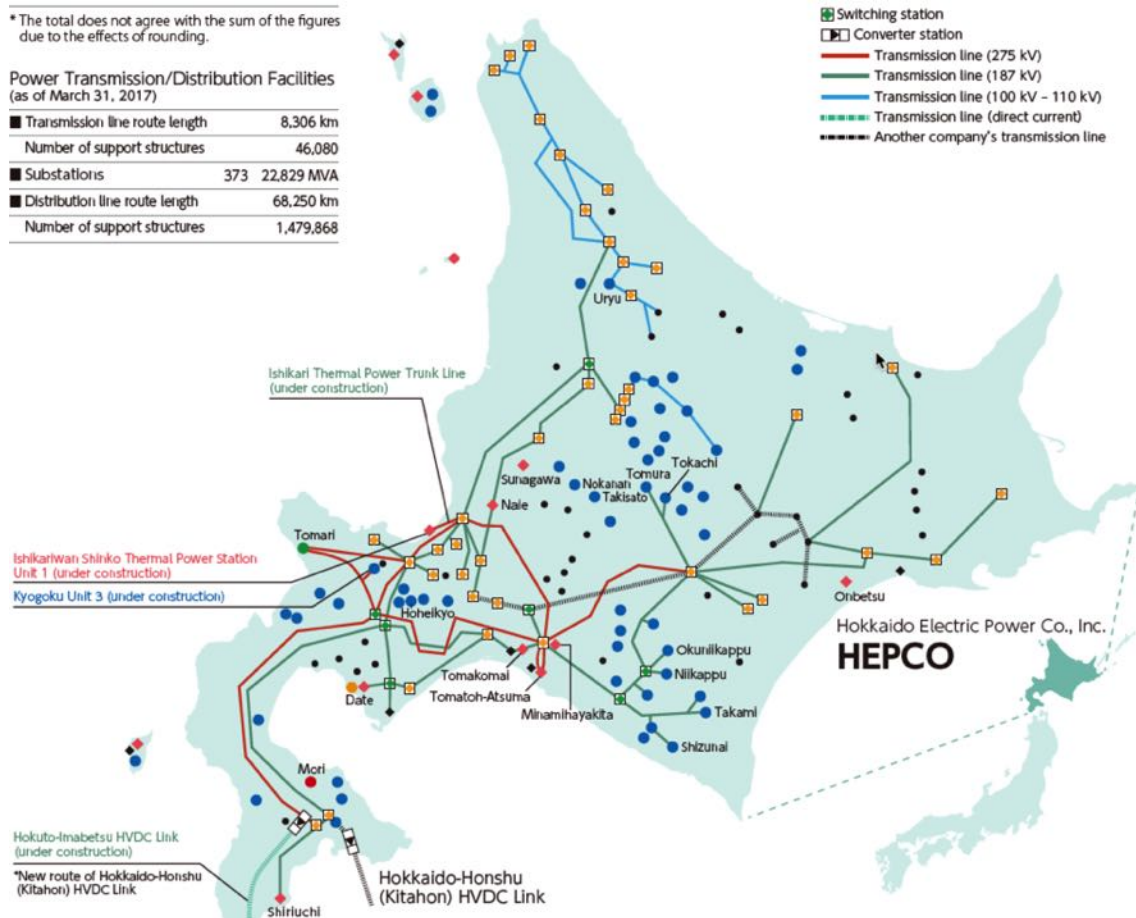 * The total does not agree with the sum of the figures
due to the effects of rounding.
Power Transmission/Distribution Facilities
(as of March 31, 2017)
■ Transmission line route length 8,306 km
Number of support structures 46,080
■ Substations 373 22,829 MVA
■ Distribution line route length 68,250 km
Number of support structures 1,479,868
Switching station
Converter station
Transmission line (275 kV)
Transmission line (187 kV)
Transmission line (100 kV – 110 kV)
Transmission line (direct current)
Another company's transmission line
Uryu
Ishikari Thermal Power Trunk Line
(under construction)
Sunagawa
Nokanan
Tomura
Tokachi
Takisato
Naie
Tomari
Ishikariwan Shinko Thermal Power Station
Unit 1 (under construction)
Kyogoku Unit 3 (under construction)
Hoheikyo
Onbetsu
Hokkaido Electric Power Co., Inc.
HEPCO
Okuniikappu
Niikappu
Tomakomai
Tomatoh-Atsuma
Minamihayakita
Date
Takami
Shizunai
Mori
Hokuto-Imabetsu HVDC Link
(under construction)
*New route of Hokkaido-Honshu
(Kitahon) HVDC Link
Hokkaido-Honshu
(Kitahon) HVDC Link
Shiriuchi